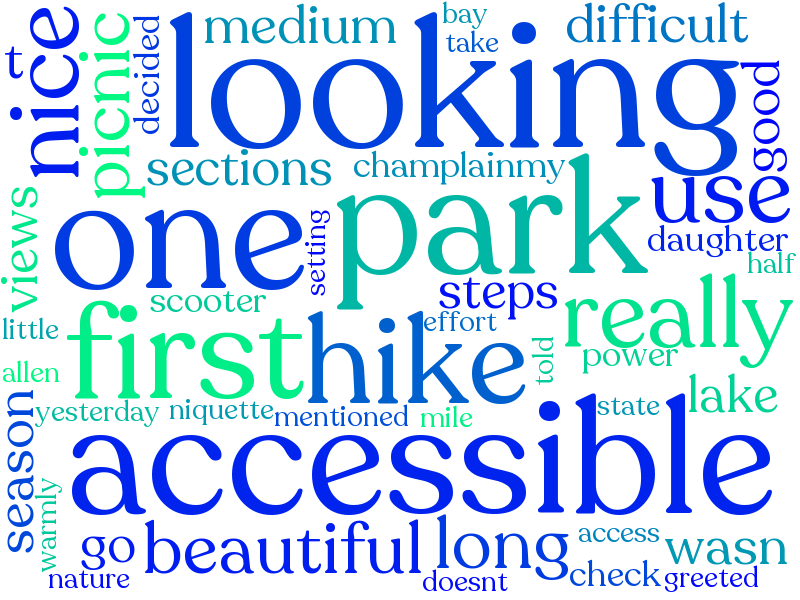 bay
medium
difficult
take
looking
t
nice
picnic
decided
good
sections
champlainmy
park
use
views
one
setting
daughter
half
steps
scooter
really
little
first
hike
effort
told
power
allen
lake
season
yesterday
niquette
mentioned
mile
state
accessible
warmly
go
beautiful
long
access
wasn
nature
doesnt
check
greeted